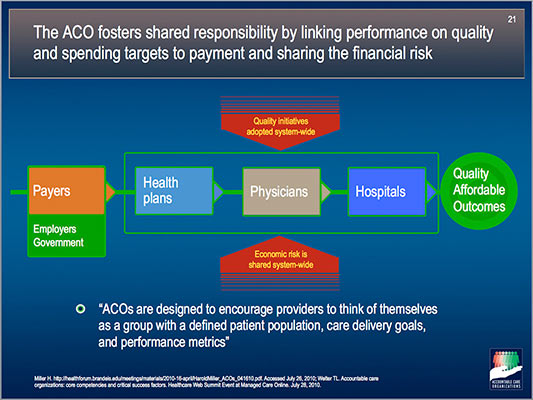 21
The ACO fosters shared responsibility by linking performance on quality
and spending targets to payment and sharing the financial risk
Quality initiatives
adopted system-wide
Payers
Employers
Government
Health
plans
Physicians
Hospitals
Quality
Affordable
Outcomes
Economic risk is
shared system-wide
“ACOs are designed to encourage providers to think of themselves
as a group with a defined patient population, care delivery goals,
and performance metrics”
Miller H. http://healthforum.brandeis.edu/meetings/materials/2010-16-april/HaroldMiller_ACOs_041610.pdf. Accessed July 26, 2010; Welter TL. Accountable care
organizations: core competencies and critical success factors. Healthcare Web Summit Event at Managed Care Online. July 28, 2010.
ACCOUNTABLE CARE
ORGANIZATIONS